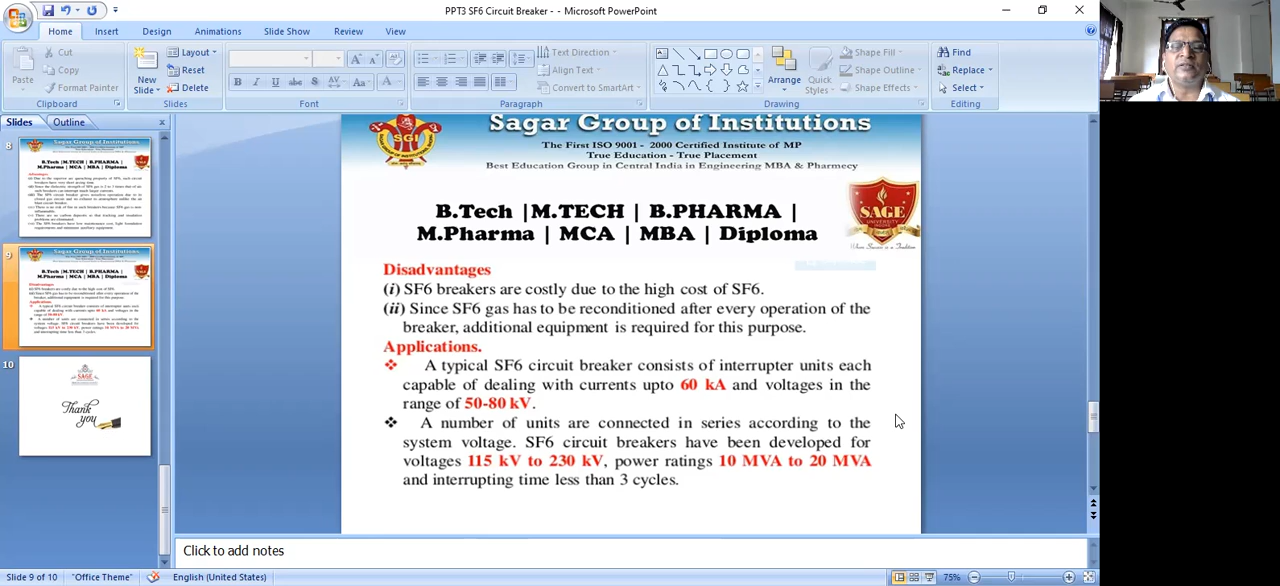 PPT3 SF6 Circuit Breaker - - Microsoft PowerPoint
Home Insert Design Animations Slide Show Review View
Cut
Copy
Format Painter
Paste
Clipboard
New
Slide
Layout
Reset
Delete
Slides
Font
Text Direction
Align Text
Convert to SmartArt
Paragraph
Arrange
Quick
Styles
Shape Fill
Shape Outline
Shape Effects
Drawing
Find
Replace
Select
Editing
Slides Outline
8
9
10
Thank
you
Sagar Group of Institutions
The First ISO 9001 - 2000 Certified Institute of MP
True Education - True Placement
Best Education Group in Central India in Engineering MBA & Pharmecy
SGI
B.Tech |M.TECH | B.PHARMA |
M.Pharma | MCA | MBA | Diploma
SAGE
Disadvantages
(i) SF6 breakers are costly due to the high cost of SF6.
(ii) Since SF6 gas has to be reconditioned after every operation of the
breaker, additional equipment is required for this purpose.
Applications.
A typical SF6 circuit breaker consists of interrupter units each
capable of dealing with currents upto 60 kA and voltages in the
range of 50-80 kV.
A number of units are connected in series according to the
system voltage. SF6 circuit breakers have been developed for
voltages 115 kV to 230 kV, power ratings 10 MVA to 20 MVA
and interrupting time less than 3 cycles.
Click to add notes
Slide 9 of 10 "Office Theme" English (United States) 75%